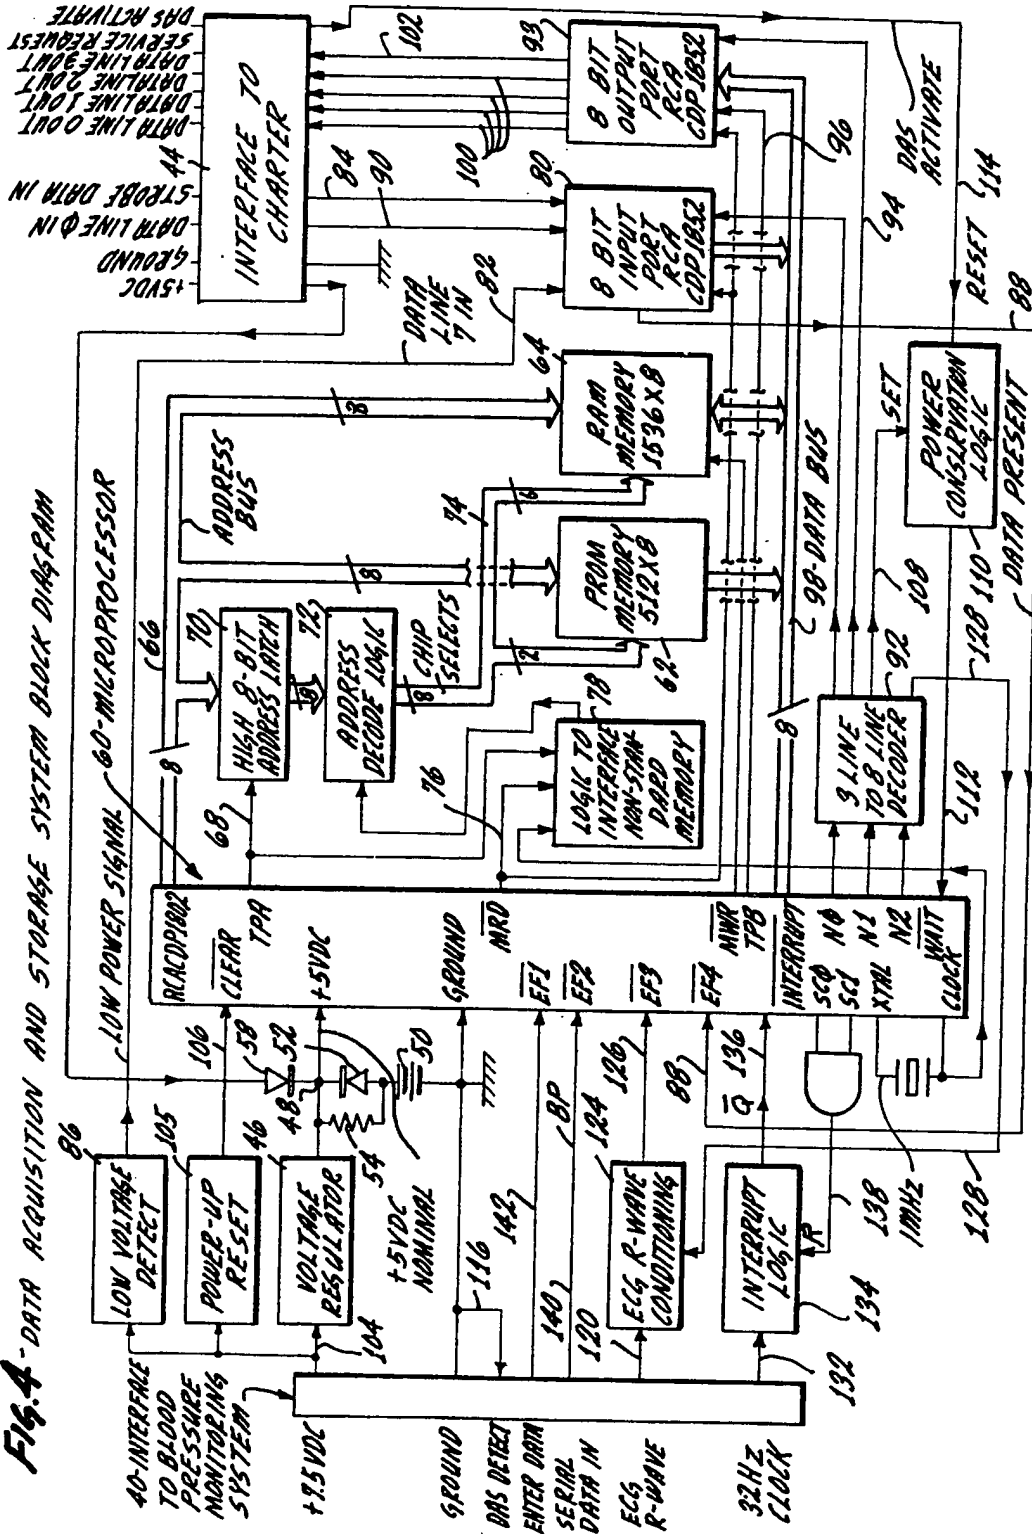 FIG. 4 - DATA ACQUISITION AND STORAGE SYSTEM BLOCK DIAGRAM
40-INTERFACE
TO BLOOD
PRESSURE
MONITORING
SYSTEM
+7.5VDC
GROUND
DAS DETECT
ENTER DATA
SERIAL
DATA IN
ECG
R-WAVE
32HZ
CLOCK
86
LOW VOLTAGE
DETECT
105
POWER-UP
RESET
46
VOLTAGE
REGULATOR
104
LOW POWER SIGNAL
106
58
52
48
50
54
+5VDC
NOMINAL
116
142
140
BP
120
124
ECG R-WAVE
CONDITIONING
126
88
INTERRUPT
LOGIC
Q
136
R
134
132
138
1MHZ
128
60-MICROPROCESSOR
RCACDP1802
CLEAR
TPA
+5VDC
GROUND
MRD
EF1
EF2
EF3
EF4
MWR
TPB
INTERRUPT
SCΦ
SC1
NΦ
N1
N2
XTAL
WAIT
CLOCK
66
8
68
70
HIGH 8-BIT
ADDRESS LATCH
8
72
ADDRESS
DECODE LOGIC
8
CHIP
SELECTS
74
76
78
LOGIC TO
INTERFACE
NON-STAN-
DARD
MEMORY
ADDRESS
BUS
8
8
6
2
62
PROM
MEMORY
512X8
64
RAM
MEMORY
1536 X 8
8
98-DATA BUS
3 LINE
TO 8 LINE
DECODER
92
108
SET
112
128
110
POWER
CONSERVATION
LOGIC
DATA PRESENT
88
RESET
114
DAS
ACTIVATE
94
96
DATA
LINE
7 IN
82
80
8 BIT
INPUT
PORT
RCA
CDP1852
93
8 BIT
OUTPUT
PORT
RCA
CDP1852
84
90
100
102
44
INTERFACE TO
CHARTER
+5VDC
GROUND
DATA LINE Φ IN
STROBE DATA IN
DATA LINE 0 OUT
DATA LINE 1 OUT
DATA LINE 2 OUT
DATA LINE 3 OUT
SERVICE REQUEST
DAS ACTIVATE